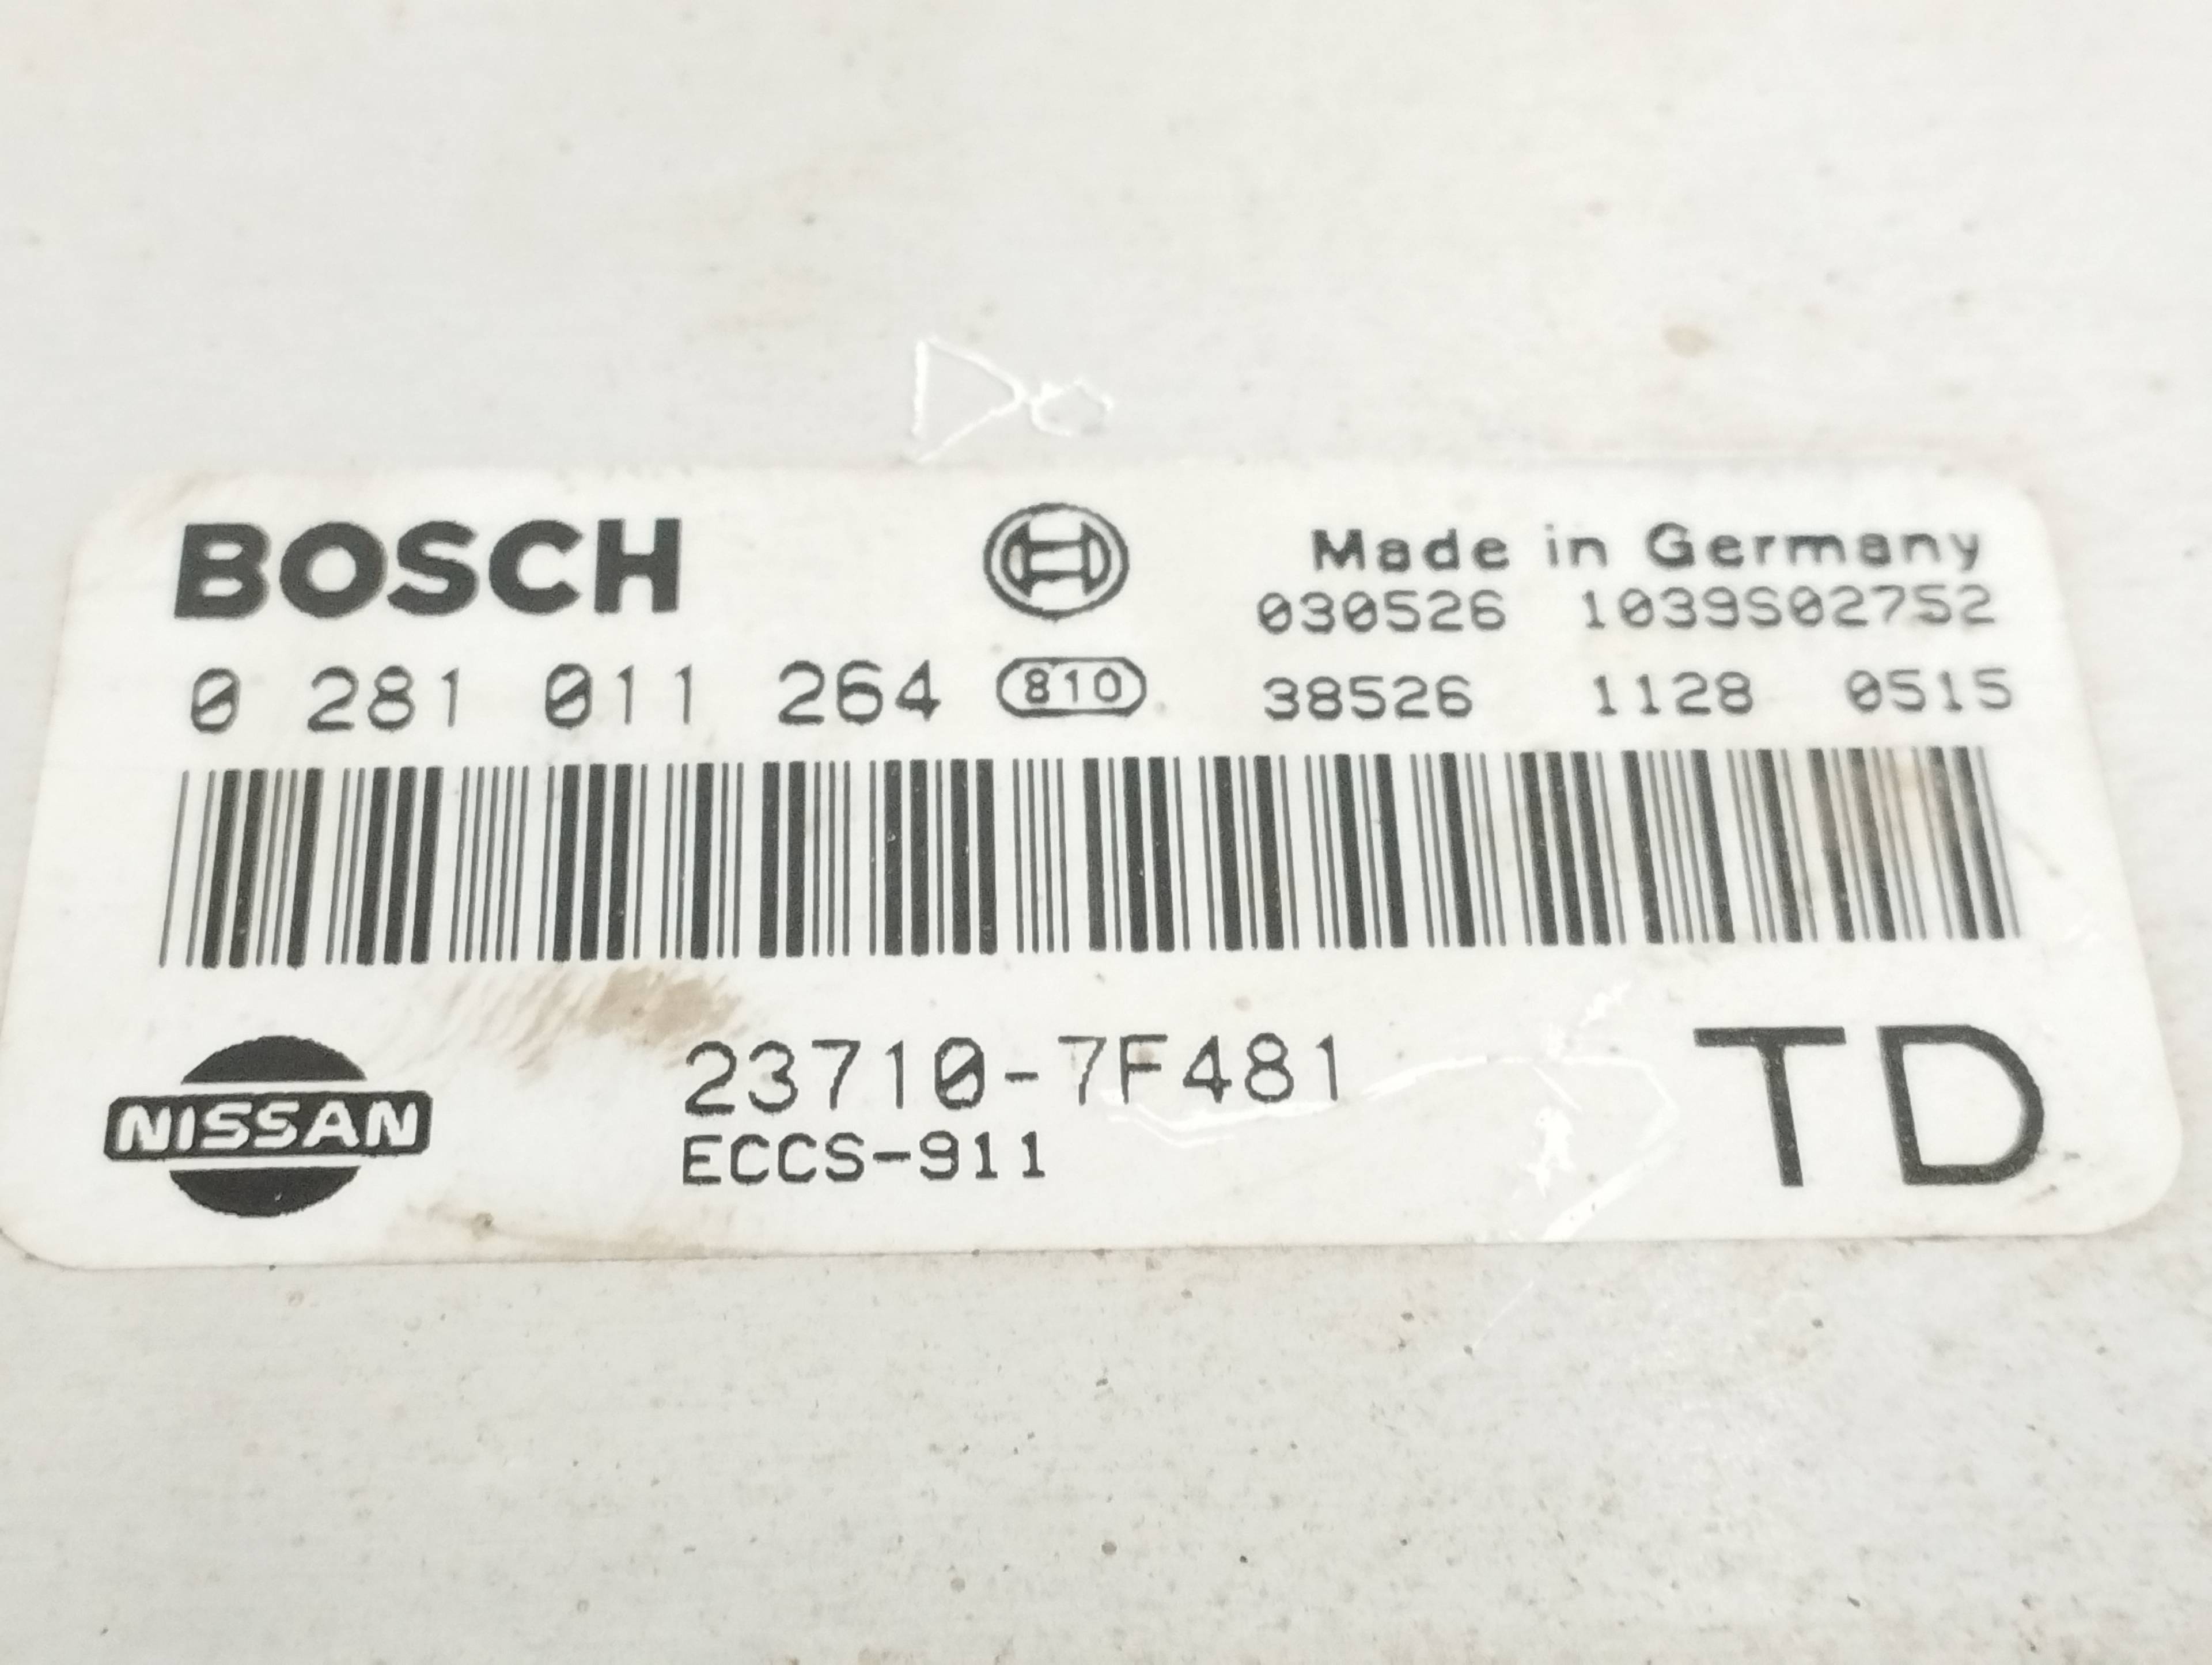 Do
BOSCH
Made in Germany
030526 1039S02752
0 281 011 264 810 38526 1128 0515
NISSAN
23710-7F481
ECCS-911
TD